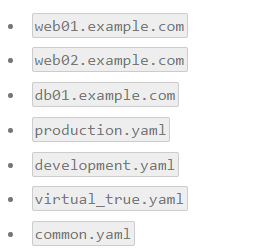 web01.example.com
web02.example.com
db01.example.com
production.yaml
development.yaml
virtual_true.yaml
common.yaml